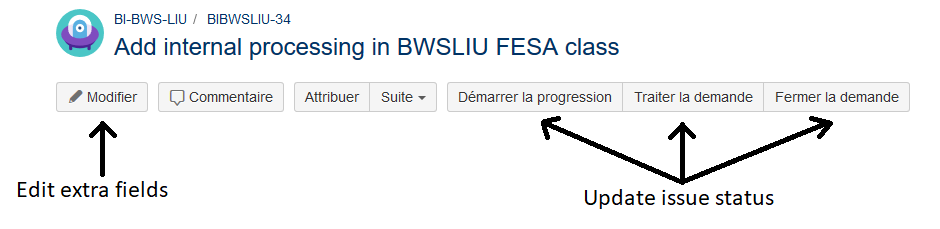 BI-BWS-LIU / BIBWSLIU-34
Add internal processing in BWSLIU FESA class
Modifier Commentaire Attribuer Suite Démarrer la progression Traiter la demande Fermer la demande
Edit extra fields
Update issue status